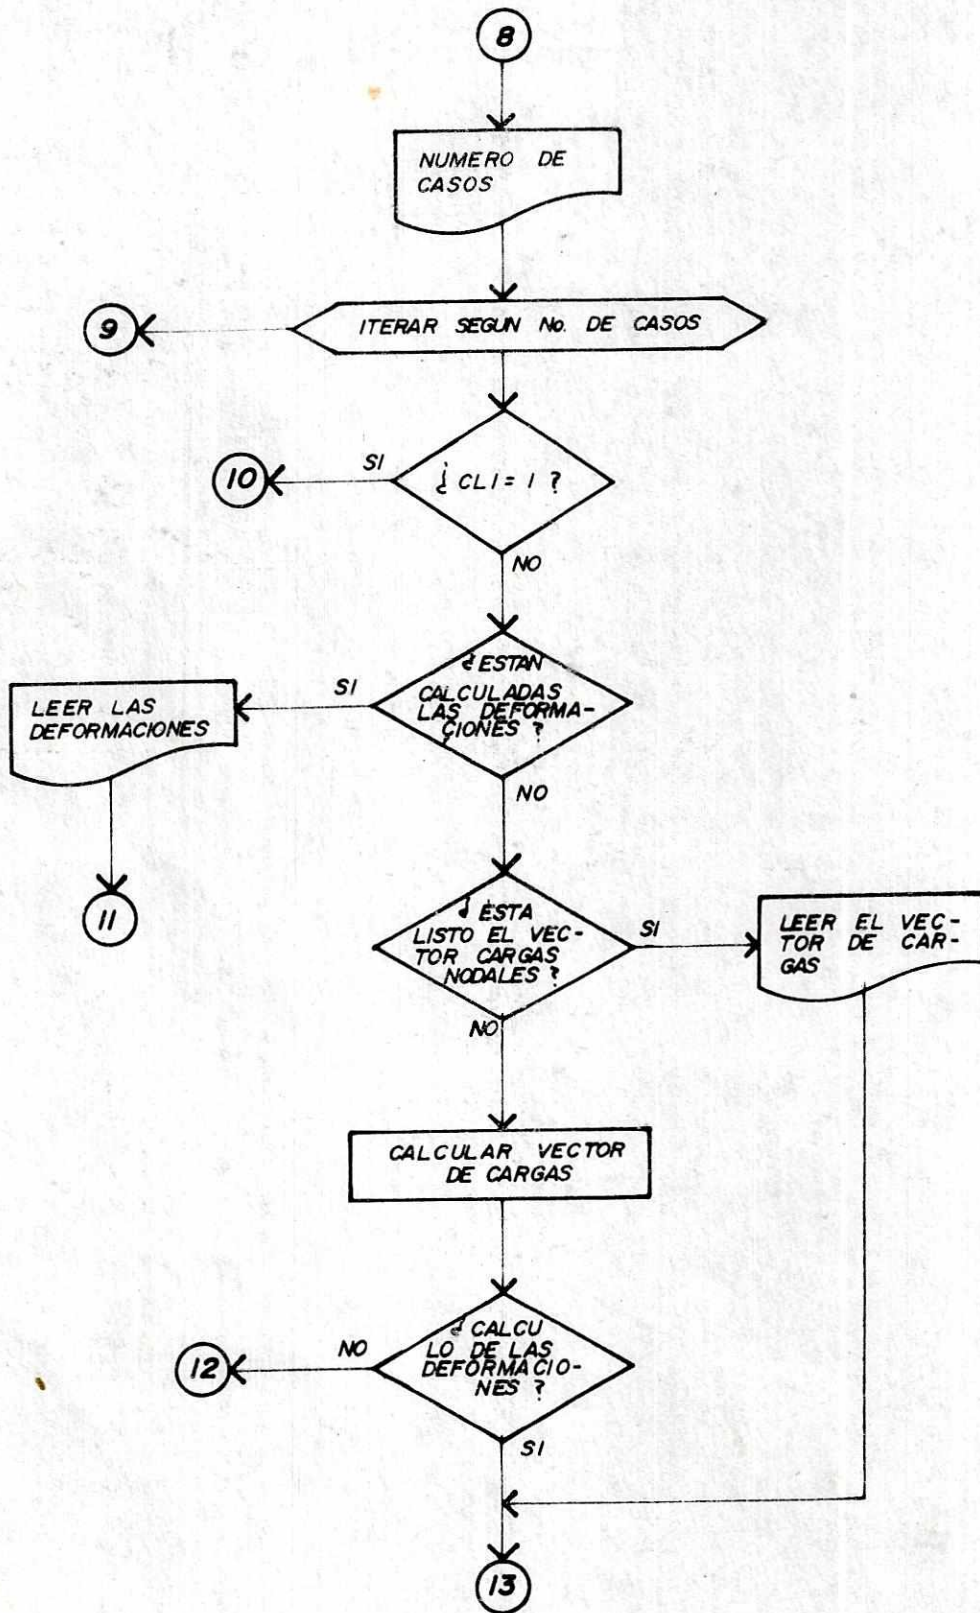 8
NUMERO DE
CASOS
9
ITERAR SEGUN No. DE CASOS
10
SI
¿ CLI = 1 ?
NO
LEER LAS
DEFORMACIONES
SI
¿ ESTAN
CALCULADAS
LAS DEFORMA-
CIONES ?
NO
11
¿ ESTA
LISTO EL VEC-
TOR CARGAS
NODALES ?
SI
LEER EL VEC-
TOR DE CAR-
GAS
NO
CALCULAR VECTOR
DE CARGAS
12
NO
¿ CALCU
LO DE LAS
DEFORMACIO-
NES ?
SI
13